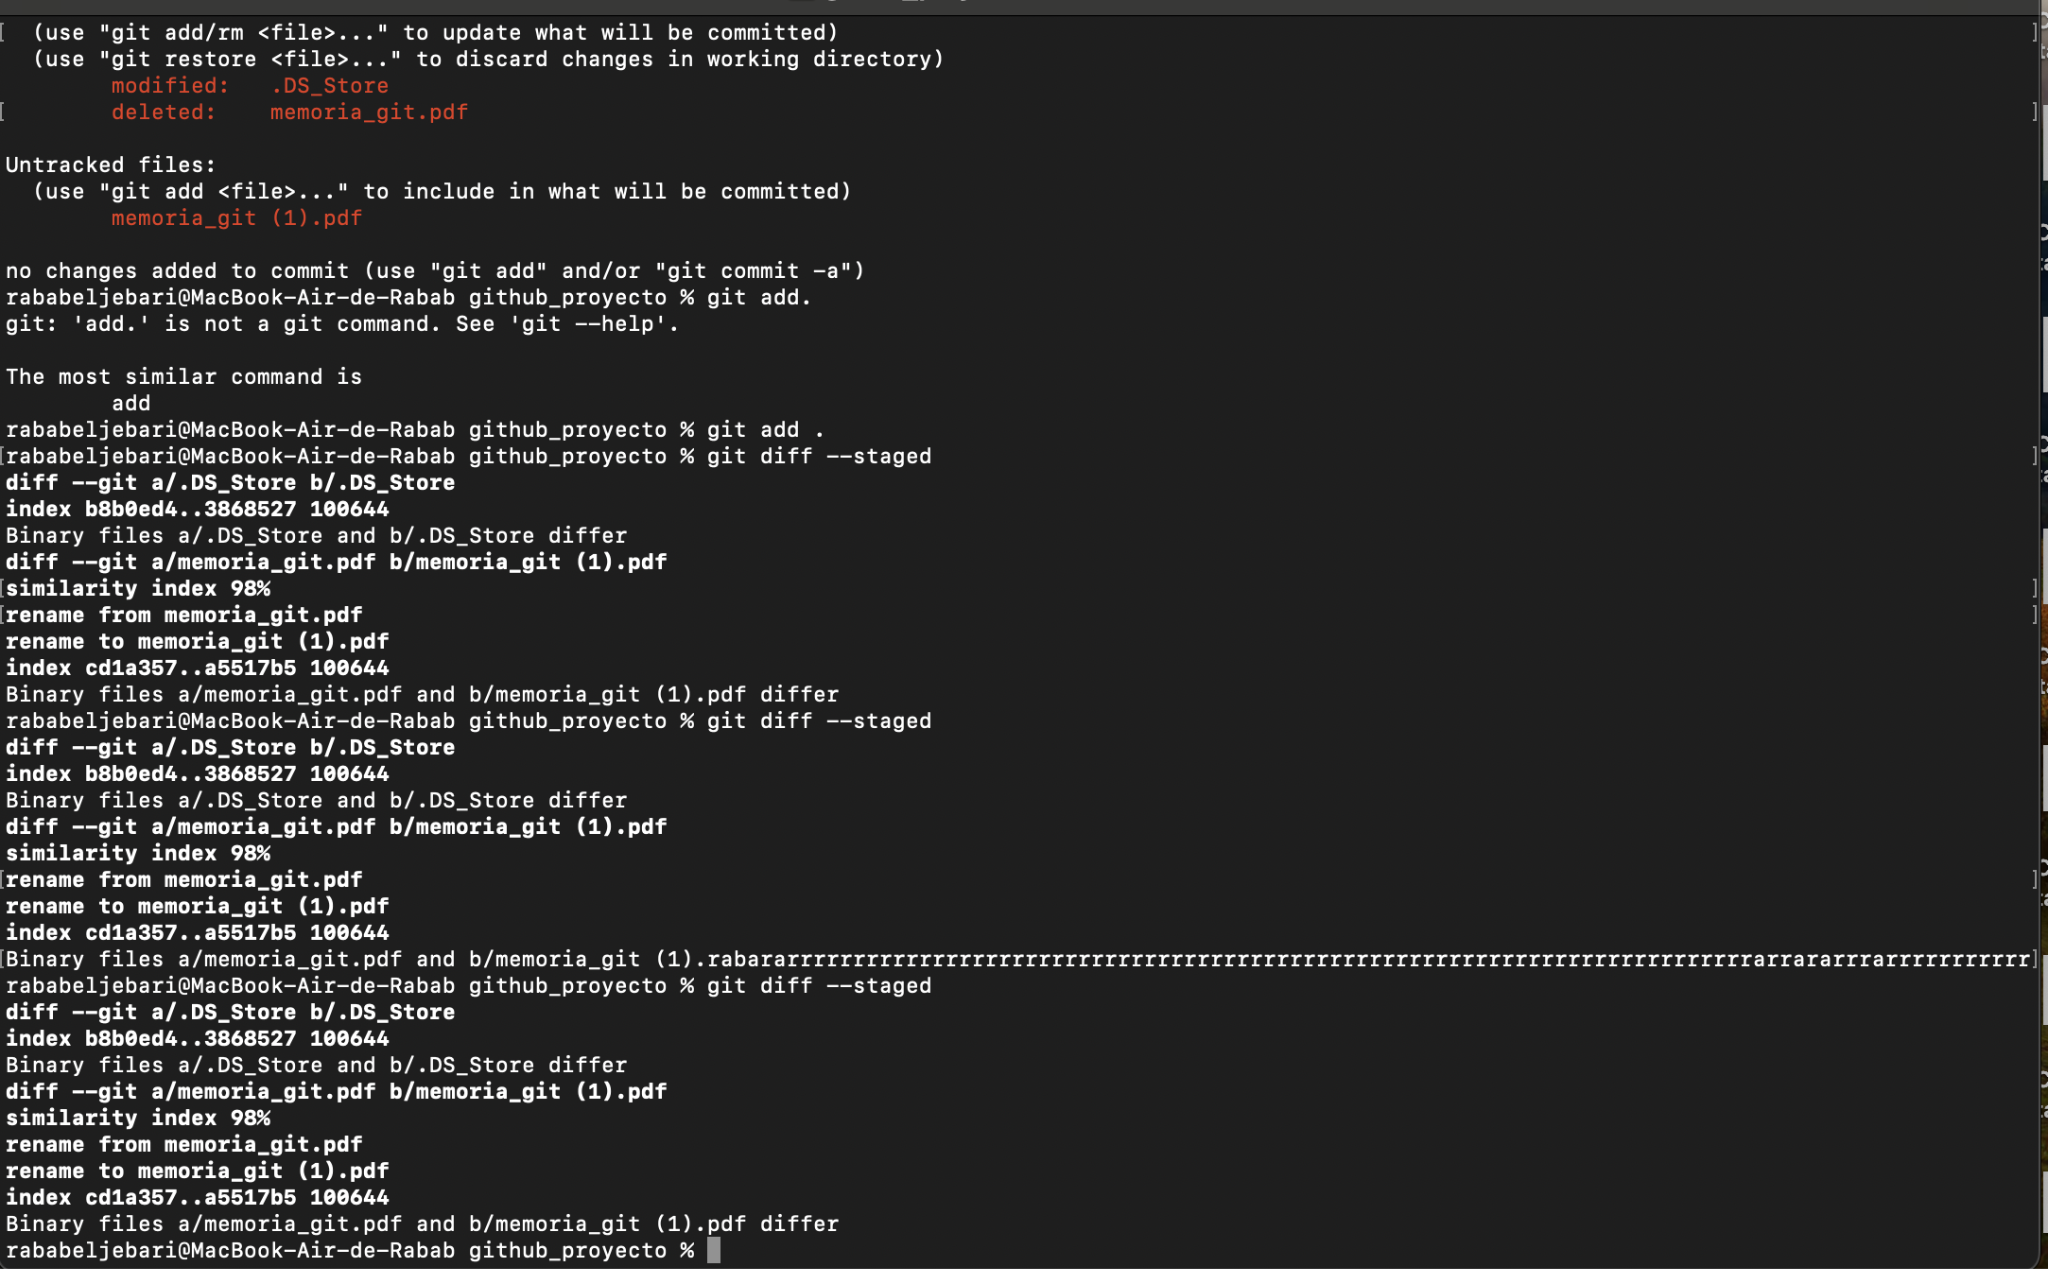 (use "git add/rm <file>..." to update what will be committed)
(use "git restore <file>..." to discard changes in working directory)
modified:   .DS_Store
deleted:    memoria_git.pdf
Untracked files:
(use "git add <file>..." to include in what will be committed)
memoria_git (1).pdf
no changes added to commit (use "git add" and/or "git commit -a")
rababeljebari@MacBook-Air-de-Rabab github_proyecto % git add.
git: 'add.' is not a git command. See 'git --help'.
The most similar command is
add
rababeljebari@MacBook-Air-de-Rabab github_proyecto % git add .
rababeljebari@MacBook-Air-de-Rabab github_proyecto % git diff --staged
diff --git a/.DS_Store b/.DS_Store
index b8b0ed4..3868527 100644
Binary files a/.DS_Store and b/.DS_Store differ
diff --git a/memoria_git.pdf b/memoria_git (1).pdf
similarity index 98%
rename from memoria_git.pdf
rename to memoria_git (1).pdf
index cd1a357..a5517b5 100644
Binary files a/memoria_git.pdf and b/memoria_git (1).pdf differ
rababeljebari@MacBook-Air-de-Rabab github_proyecto % git diff --staged
diff --git a/.DS_Store b/.DS_Store
index b8b0ed4..3868527 100644
Binary files a/.DS_Store and b/.DS_Store differ
diff --git a/memoria_git.pdf b/memoria_git (1).pdf
similarity index 98%
rename from memoria_git.pdf
rename to memoria_git (1).pdf
index cd1a357..a5517b5 100644
Binary files a/memoria_git.pdf and b/memoria_git
rababeljebari@MacBook-Air-de-Rabab github_proyecto % git diff --staged
diff --git a/.DS_Store b/.DS_Store
index b8b0ed4..3868527 100644
Binary files a/.DS_Store and b/.DS_Store differ
diff --git a/memoria_git.pdf b/memoria_git (1).pdf
similarity index 98%
rename from memoria_git.pdf
rename to memoria_git (1).pdf
index cd1a357..a5517b5 100644
Binary files a/memoria_git.pdf and b/memoria_git (1).pdf differ
rababeljebari@MacBook-Air-de-Rabab github_proyecto %